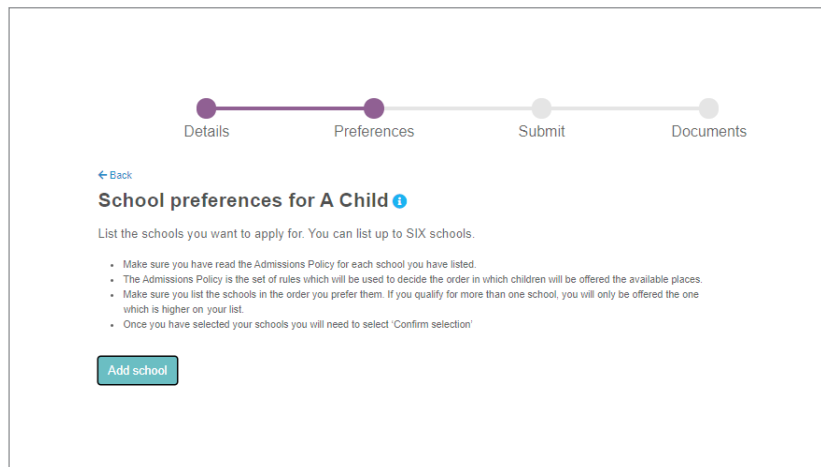 Details Preferences Submit Documents
← Back
School preferences for A Child i
List the schools you want to apply for. You can list up to SIX schools.
• Make sure you have read the Admissions Policy for each school you have listed.
• The Admissions Policy is the set of rules which will be used to decide the order in which children will be offered the available places.
• Make sure you list the schools in the order you prefer them. If you qualify for more than one school, you will only be offered the one
which is higher on your list.
• Once you have selected your schools you will need to select 'Confirm selection'
Add school